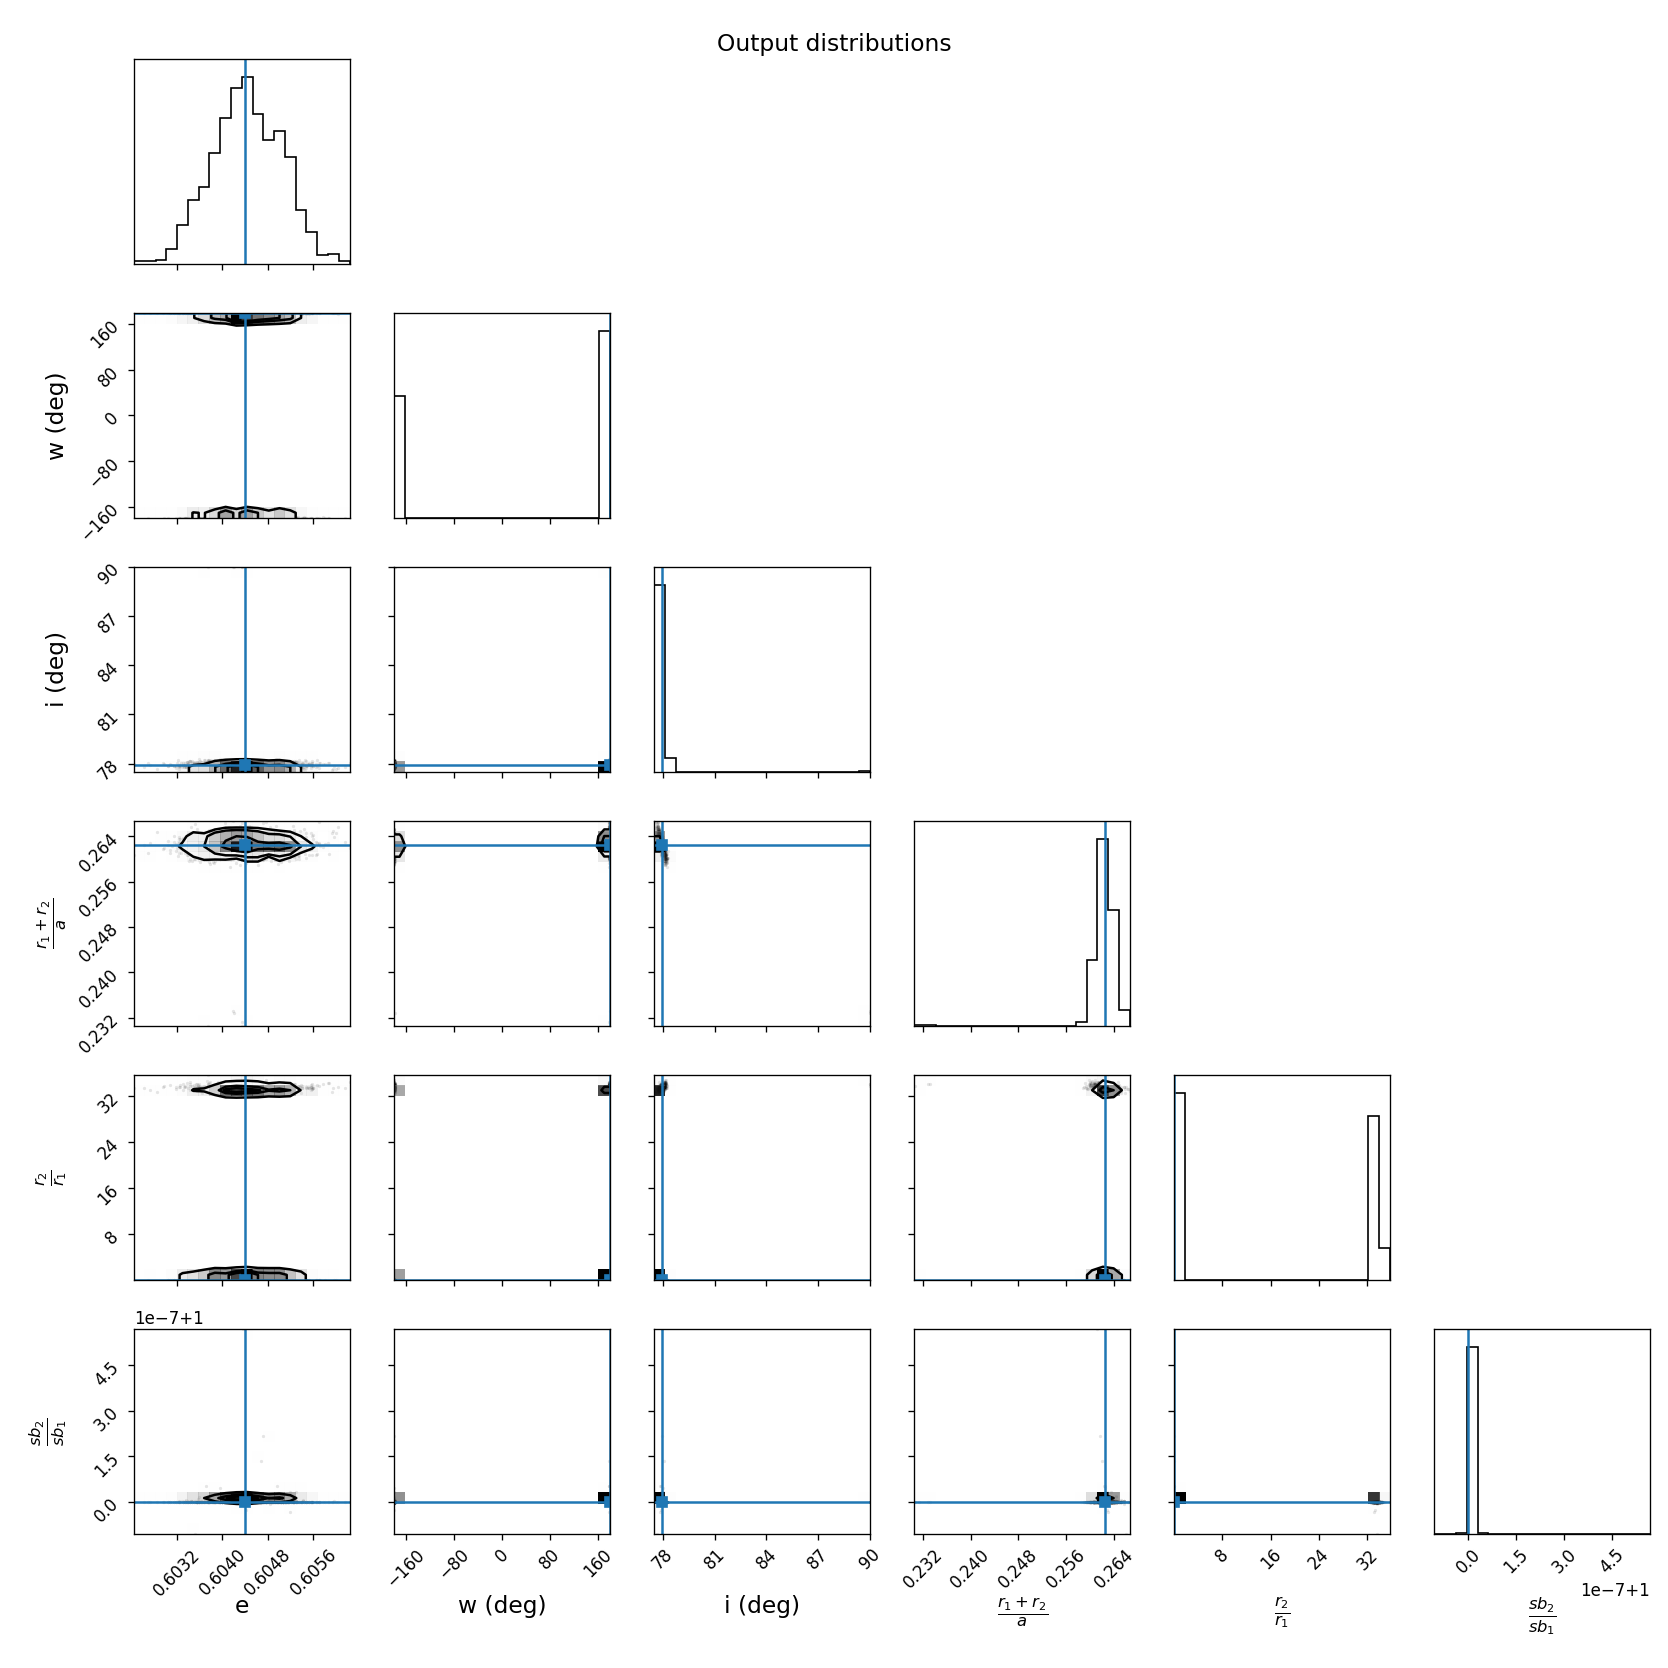 Output distributions
w (deg)
160
80
0
−80
−160
i (deg)
90
87
84
81
78
r₁ + r₂
a
0.264
0.256
0.248
0.240
0.232
r₂
r₁
32
24
16
8
1e−7+1
sb₂
sb₁
4.5
3.0
1.5
0.0
0.6032 0.6040 0.6048 0.6056
−160 −80 0 80 160
78 81 84 87 90
0.232 0.240 0.248 0.256 0.264
8 16 24 32
0.0 1.5 3.0 4.5
1e−7+1
e
w (deg)
i (deg)
r₁ + r₂
a
r₂
r₁
sb₂
sb₁